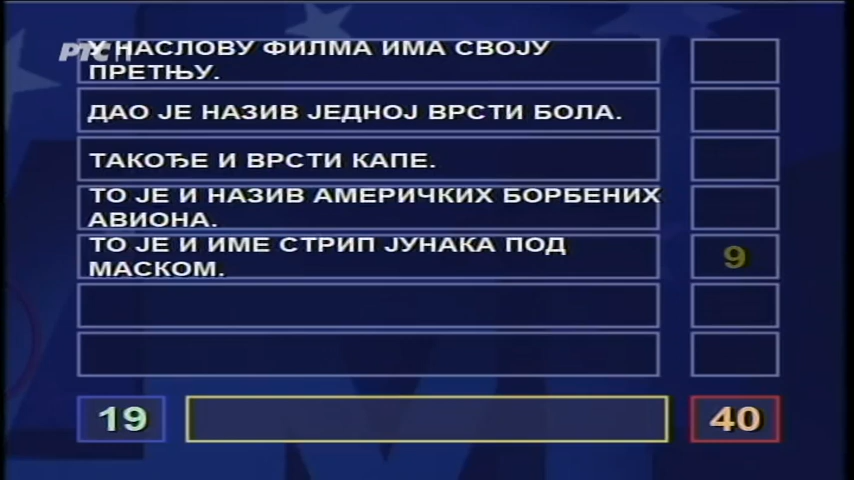 РТС 1
У НАСЛОВУ ФИЛМА ИМА СВОЈУ
ПРЕТЊУ.
ДАО ЈЕ НАЗИВ ЈЕДНОЈ ВРСТИ БОЛА.
ТАКОЂЕ И ВРСТИ КАПЕ.
ТО ЈЕ И НАЗИВ АМЕРИЧКИХ БОРБЕНИХ
АВИОНА.
ТО ЈЕ И ИМЕ СТРИП ЈУНАКА ПОД
МАСКОМ.
9
19
40